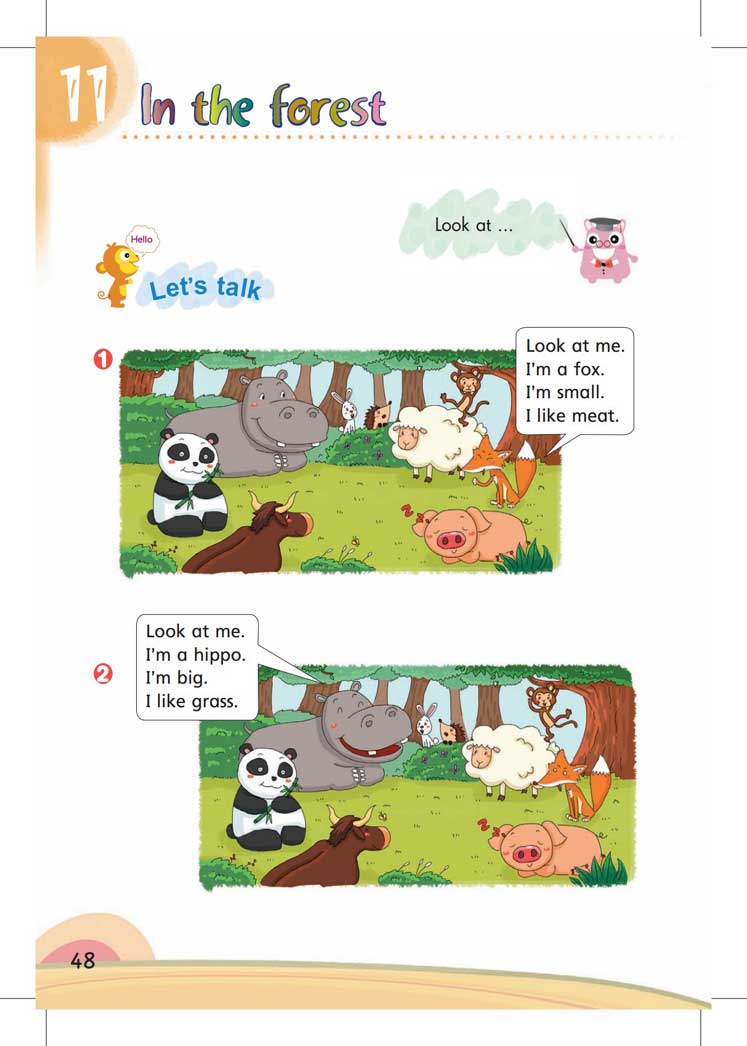 11
In the forest
Look at ...
Hello
Let's talk
1
Look at me.
I'm a fox.
I'm small.
I like meat.
z z
2
Look at me.
I'm a hippo.
I'm big.
I like grass.
z z
48